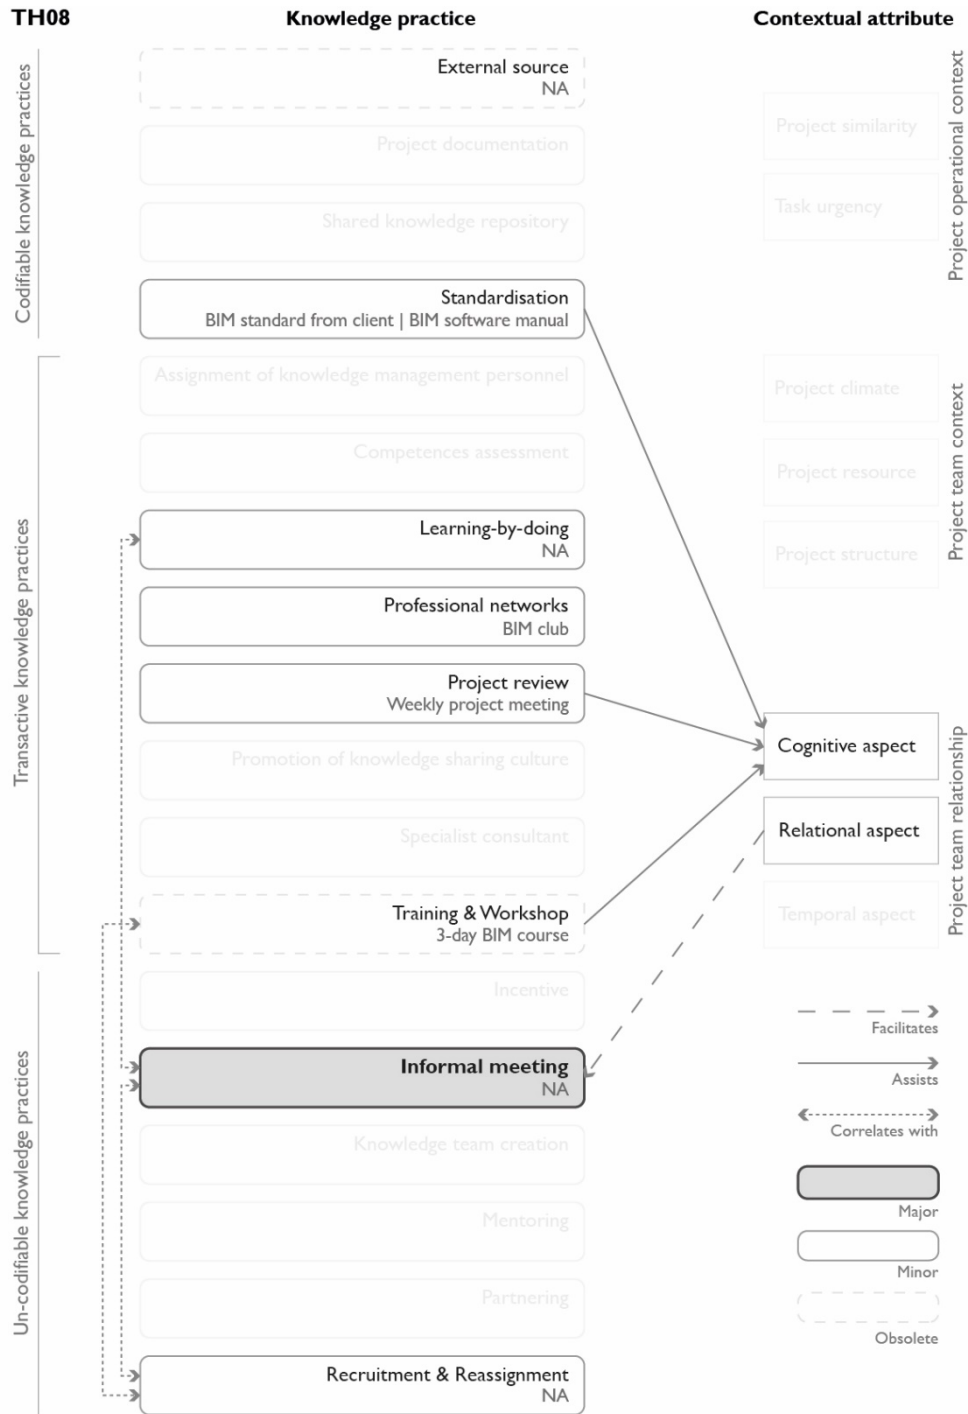 TH08
Knowledge practice
Contextual attribute
Codifiable knowledge practices
External source
NA
Project documentation
Shared knowledge repository
Standardisation
BIM standard from client | BIM software manual
Transactive knowledge practices
Assignment of knowledge management personnel
Competences assessment
Learning-by-doing
NA
Professional networks
BIM club
Project review
Weekly project meeting
Promotion of knowledge sharing culture
Specialist consultant
Training & Workshop
3-day BIM course
Un-codifiable knowledge practices
Incentive
Informal meeting
NA
Knowledge team creation
Mentoring
Partnering
Recruitment & Reassignment
NA
Project operational context
Project similarity
Task urgency
Project team context
Project climate
Project resource
Project structure
Project team relationship
Cognitive aspect
Relational aspect
Temporal aspect
Facilitates
Assists
Correlates with
Major
Minor
Obsolete